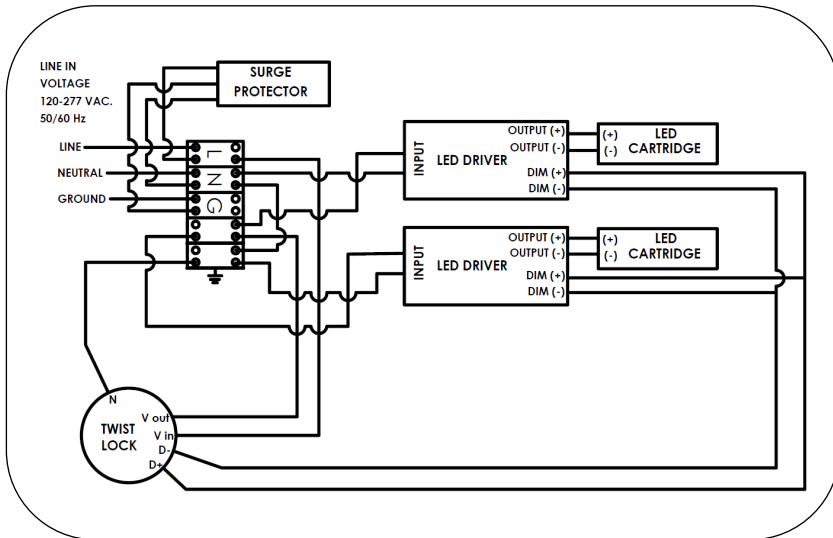 LINE IN
VOLTAGE
120-277 VAC.
50/60 Hz
SURGE
PROTECTOR
LINE
NEUTRAL
GROUND
L
N
G
INPUT
LED DRIVER
OUTPUT (+)
OUTPUT (-)
DIM (+)
DIM (-)
(+)
(-)
LED
CARTRIDGE
INPUT
LED DRIVER
OUTPUT (+)
OUTPUT (-)
DIM (+)
DIM (-)
(+)
(-)
LED
CARTRIDGE
N
TWIST
LOCK
V out
V in
D-
D+